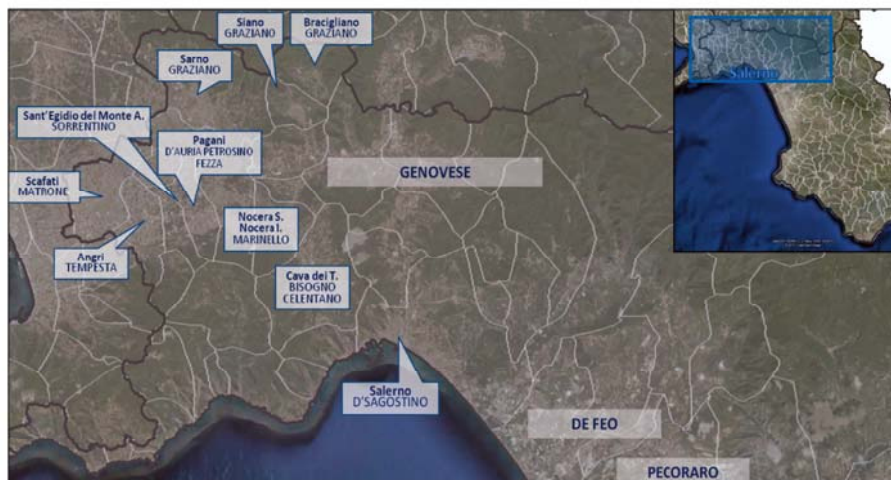 Siano
GRAZIANO
Bracigliano
GRAZIANO
Sarno
GRAZIANO
Salerno
Sant'Egidio del Monte A.
SORRENTINO
Pagani
D'AURIA PETROSINO
FEZZA
GENOVESE
Scafati
MATRONE
Nocera S.
Nocera I.
MARINELLO
Angri
TEMPESTA
Cava dei T.
BISOGNO
CELENTANO
Salerno
D'SAGOSTINO
DE FEO
PECORARO